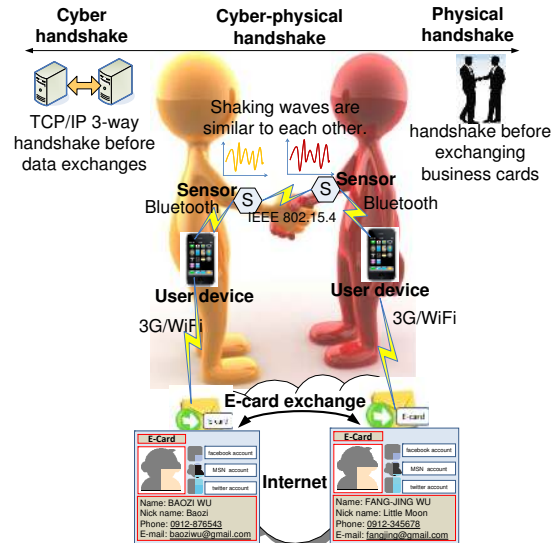 Cyber
handshake
Cyber-physical
handshake
Physical
handshake
TCP/IP 3-way
handshake before
data exchanges
Shaking waves are
similar to each other.
handshake before
exchanging
business cards
Sensor
Bluetooth
S
IEEE 802.15.4
S
Sensor
Bluetooth
User device
3G/WiFi
User device
3G/WiFi
E-card exchange
E-card
E-Card
facebook account
MSN account
twitter account
Name: BAOZI WU
Nick name: Baozi
Phone: 0912-876543
E-mail: baoziwu@gmail.com
Internet
E-Card
facebook account
MSN account
twitter account
Name: FANG-JING WU
Nick name: Little Moon
Phone: 0912-345678
E-mail: fangjing@gmail.com